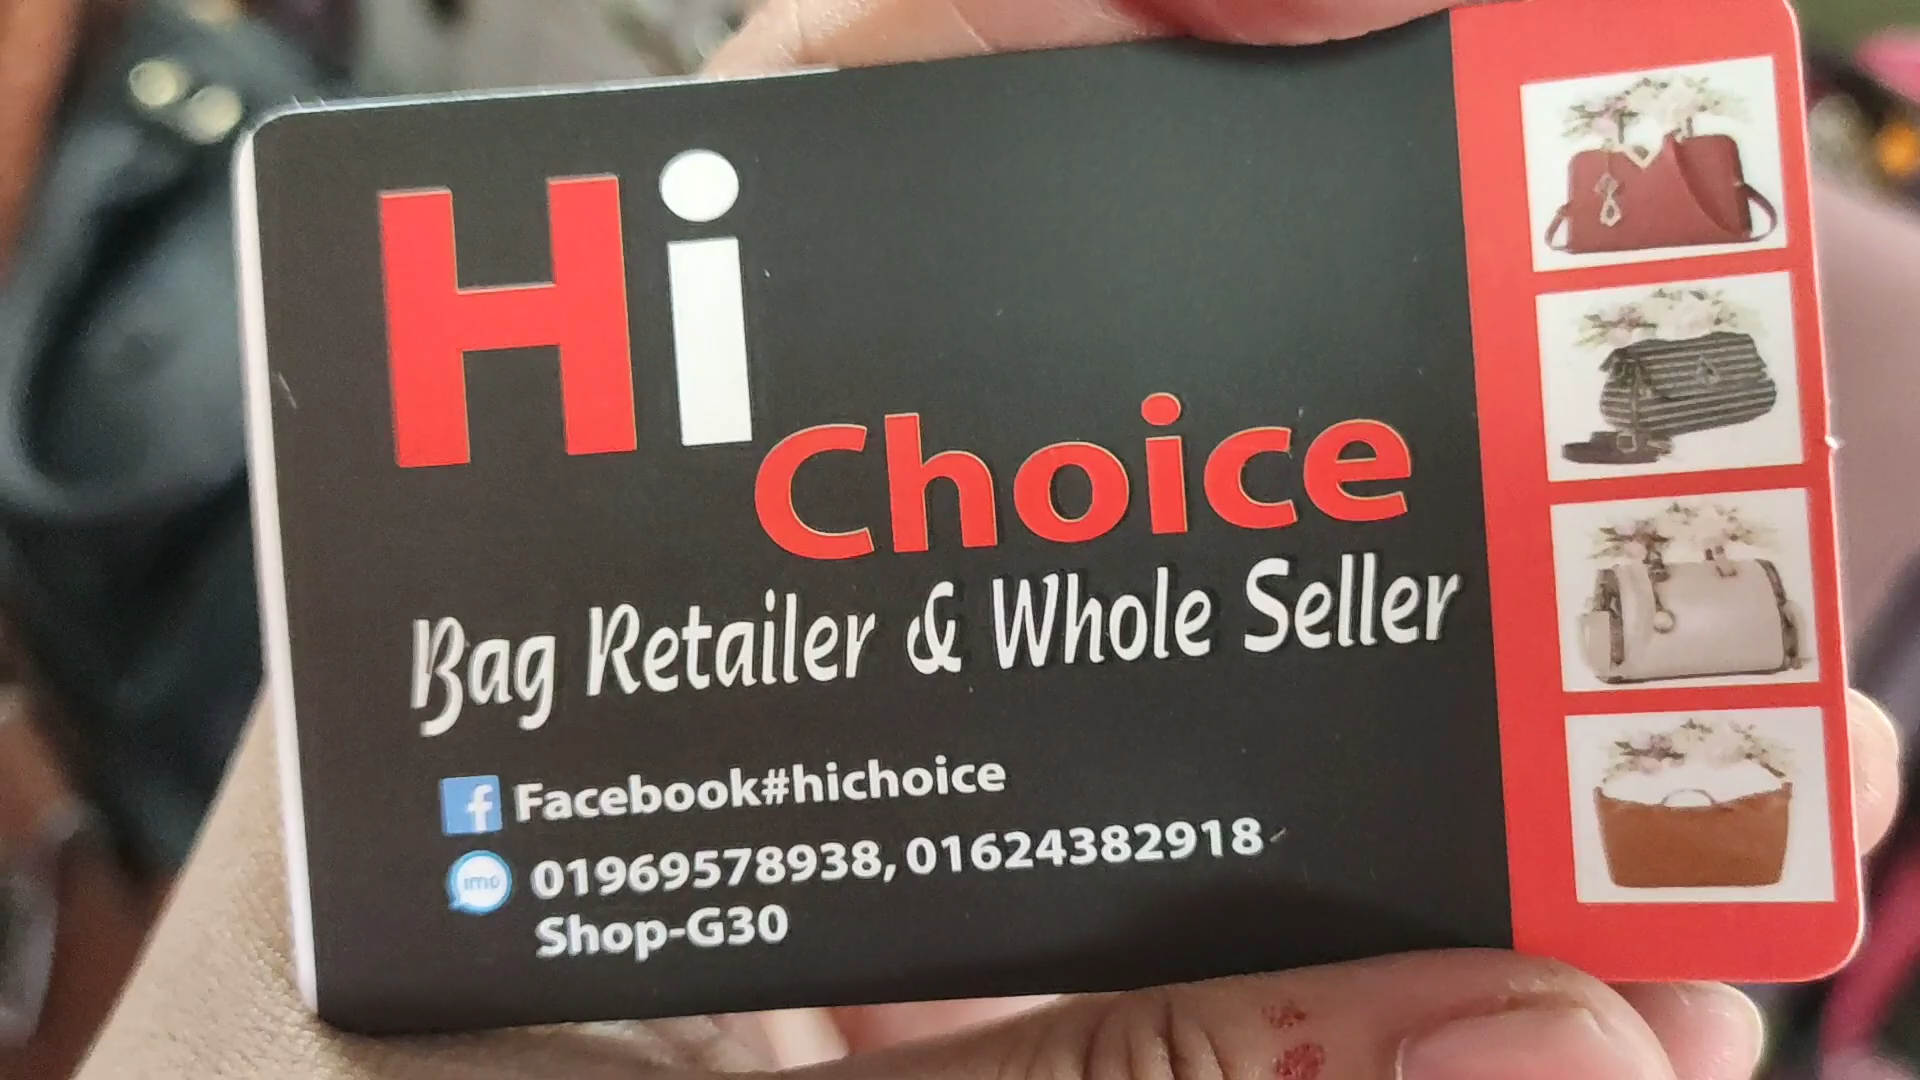 Hi
Choice
Bag Retailer & Whole Seller
Facebook#hichoice
imo 01969578938, 01624382918
Shop-G30